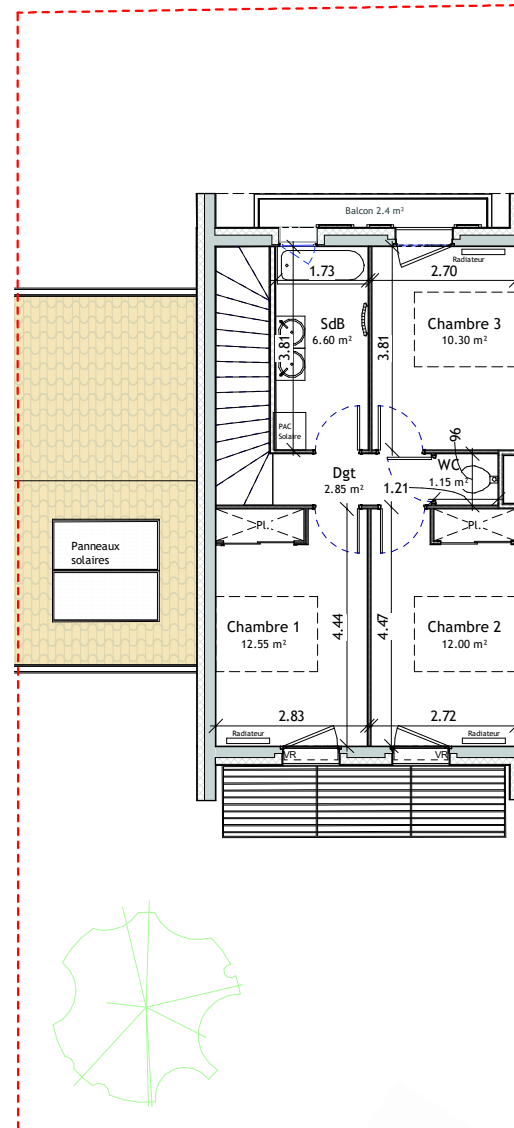 Balcon 2.4 m²
Radiateur
1.73
2.70
SdB
6.60 m²
Chambre 3
10.30 m²
3.81
3.81
PAC
Solaire
96
Dgt
2.85 m²
WC
1.15 m²
1.21
PL.
PL.
Panneaux
solaires
Chambre 1
12.55 m²
4.44
4.47
Chambre 2
12.00 m²
2.83
2.72
Radiateur
Radiateur
VR
VR